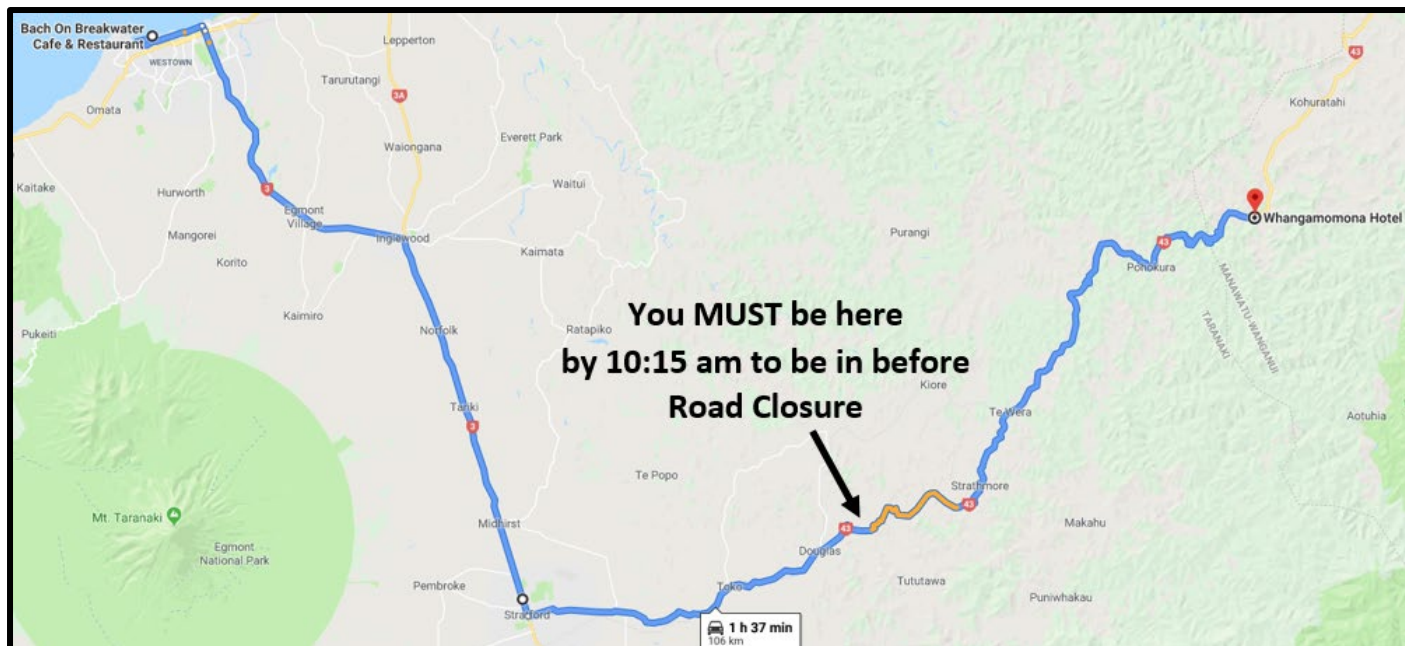 Bach On Breakwater
Cafe & Restaurant
WESTOWN
Lepperton
43
Tarurutangi
3A
Kohuratahi
Omata
Everett Park
Waiongana
Kaitake
Hurworth
3
Waitui
Egmont
Village
Whangamomona Hotel
Mangorei
Inglewood
Purangi
43
Korito
Kaimata
Pohokura
MANAWATU-WANGANUI
TARANAKI
Kaimiro
You MUST be here
by 10:15 am to be in before
Road Closure
Pukeiti
Norfolk
Ratapiko
Kiore
Tariki
Te Wera
Aotuhia
3
Te Popo
Strathmore
43
Mt. Taranaki
Midhirst
43
Makahu
Egmont
National Park
Douglas
Pembroke
Toko
Tututawa
Puniwhakau
Stratford
1 h 37 min
106 km